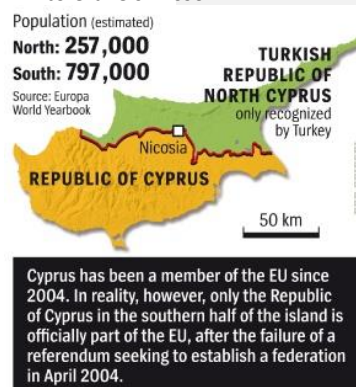 Population (estimated)
North: 257,000
South: 797,000
Source: Europa
World Yearbook
TURKISH
REPUBLIC OF
NORTH CYPRUS
only recognized
by Turkey
Nicosia
REPUBLIC OF CYPRUS
50 km
Cyprus has been a member of the EU since
2004. In reality, however, only the Republic
of Cyprus in the southern half of the island is
officially part of the EU, after the failure of a
referendum seeking to establish a federation
in April 2004.